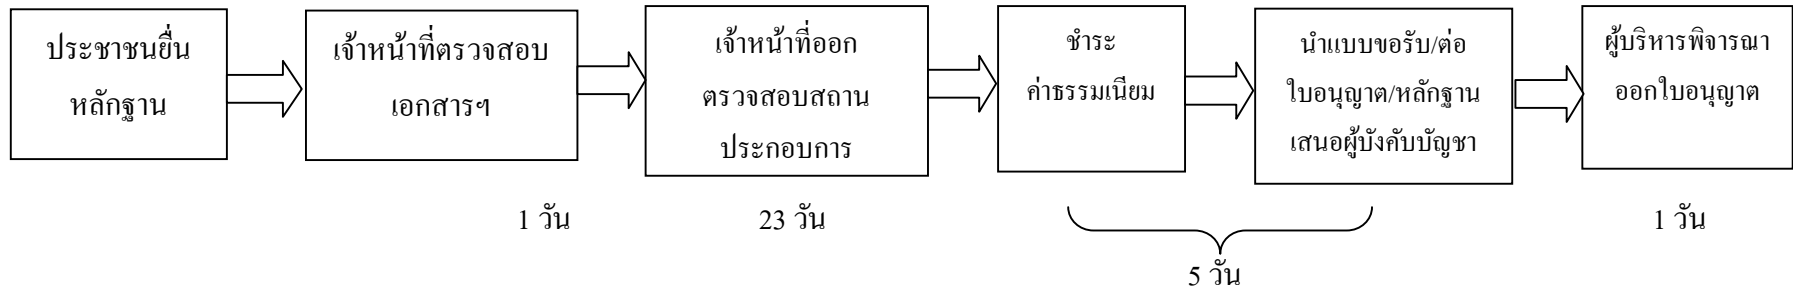 ประชาชนยื่น
หลักฐาน
เจ้าหน้าที่ตรวจสอบ
เอกสารฯ
เจ้าหน้าที่ออก
ตรวจสอบสถาน
ประกอบการ
ชำระ
ค่าธรรมเนียม
นำแบบขอรับ/ต่อ
ใบอนุญาต/หลักฐาน
เสนอผู้บังคับบัญชา
ผู้บริหารพิจารณา
ออกใบอนุญาต
1 วัน
23 วัน
5 วัน
1 วัน